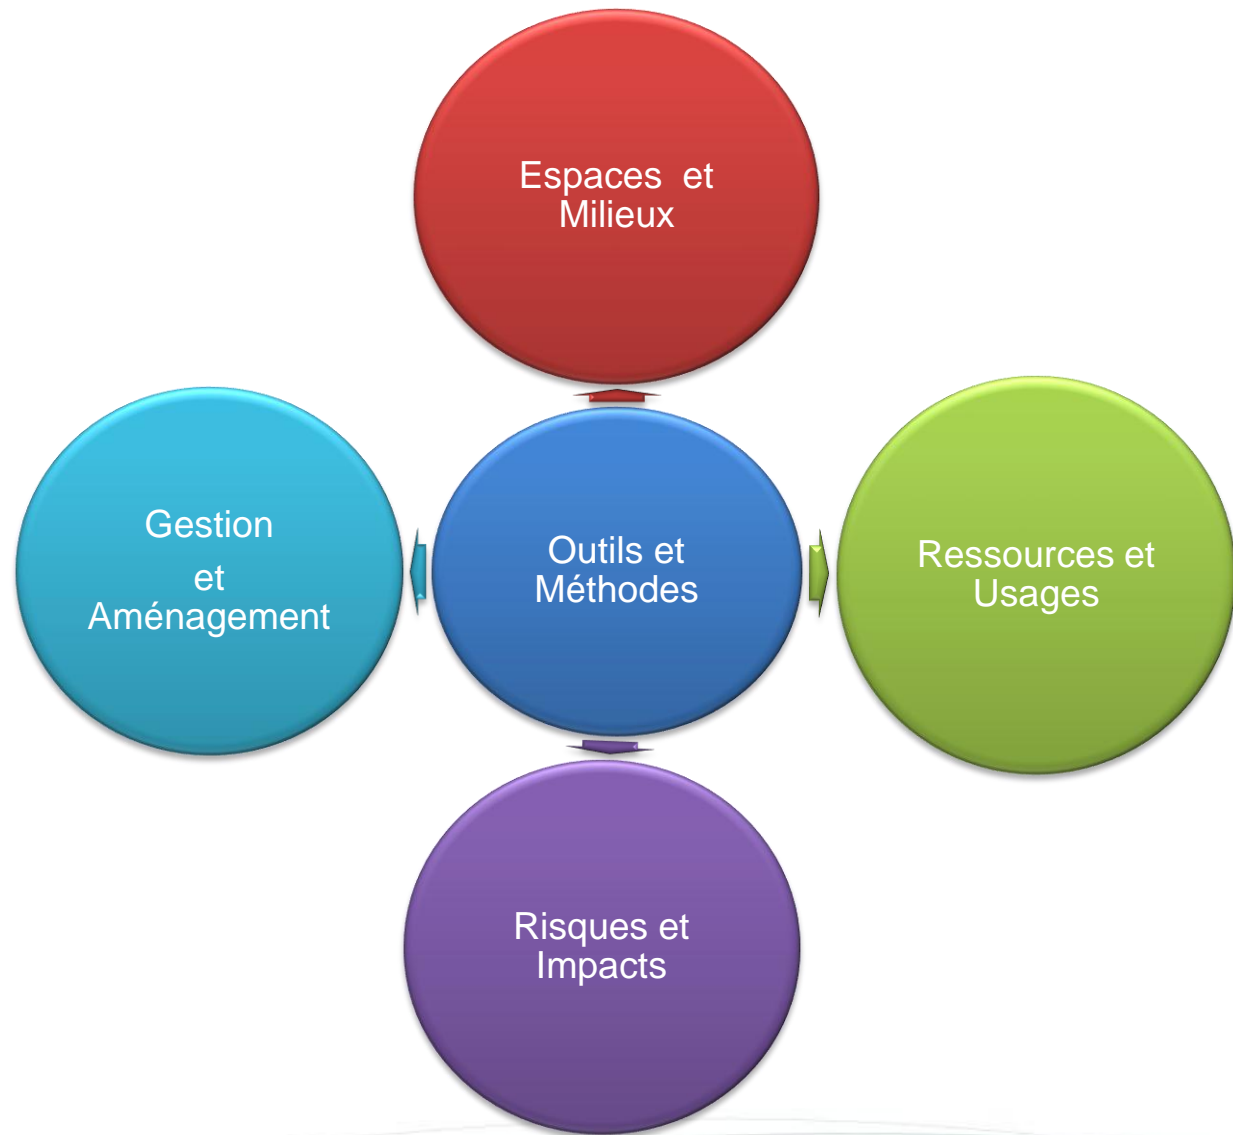 Espaces et
Milieux
Gestion
et
Aménagement
Outils et
Méthodes
Ressources et
Usages
Risques et
Impacts